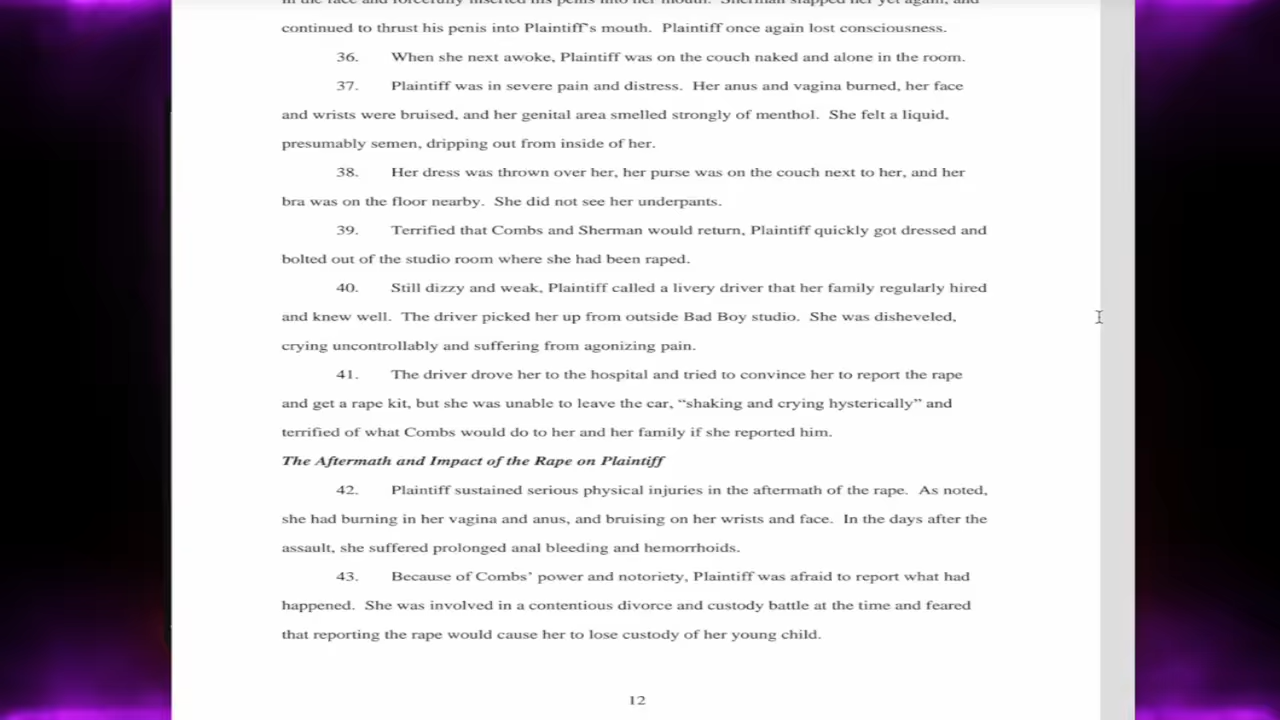 continued to thrust his penis into Plaintiff's mouth.  Plaintiff once again lost consciousness.
36. When she next awoke, Plaintiff was on the couch naked and alone in the room.
37. Plaintiff was in severe pain and distress.  Her anus and vagina burned, her face
and wrists were bruised, and her genital area smelled strongly of menthol.  She felt a liquid,
presumably semen, dripping out from inside of her.
38. Her dress was thrown over her, her purse was on the couch next to her, and her
bra was on the floor nearby.  She did not see her underpants.
39. Terrified that Combs and Sherman would return, Plaintiff quickly got dressed and
bolted out of the studio room where she had been raped.
40. Still dizzy and weak, Plaintiff called a livery driver that her family regularly hired
and knew well.  The driver picked her up from outside Bad Boy studio.  She was disheveled,
crying uncontrollably and suffering from agonizing pain.
41. The driver drove her to the hospital and tried to convince her to report the rape
and get a rape kit, but she was unable to leave the car, “shaking and crying hysterically” and
terrified of what Combs would do to her and her family if she reported him.
The Aftermath and Impact of the Rape on Plaintiff
42. Plaintiff sustained serious physical injuries in the aftermath of the rape.  As noted,
she had burning in her vagina and anus, and bruising on her wrists and face.  In the days after the
assault, she suffered prolonged anal bleeding and hemorrhoids.
43. Because of Combs’ power and notoriety, Plaintiff was afraid to report what had
happened.  She was involved in a contentious divorce and custody battle at the time and feared
that reporting the rape would cause her to lose custody of her young child.
12